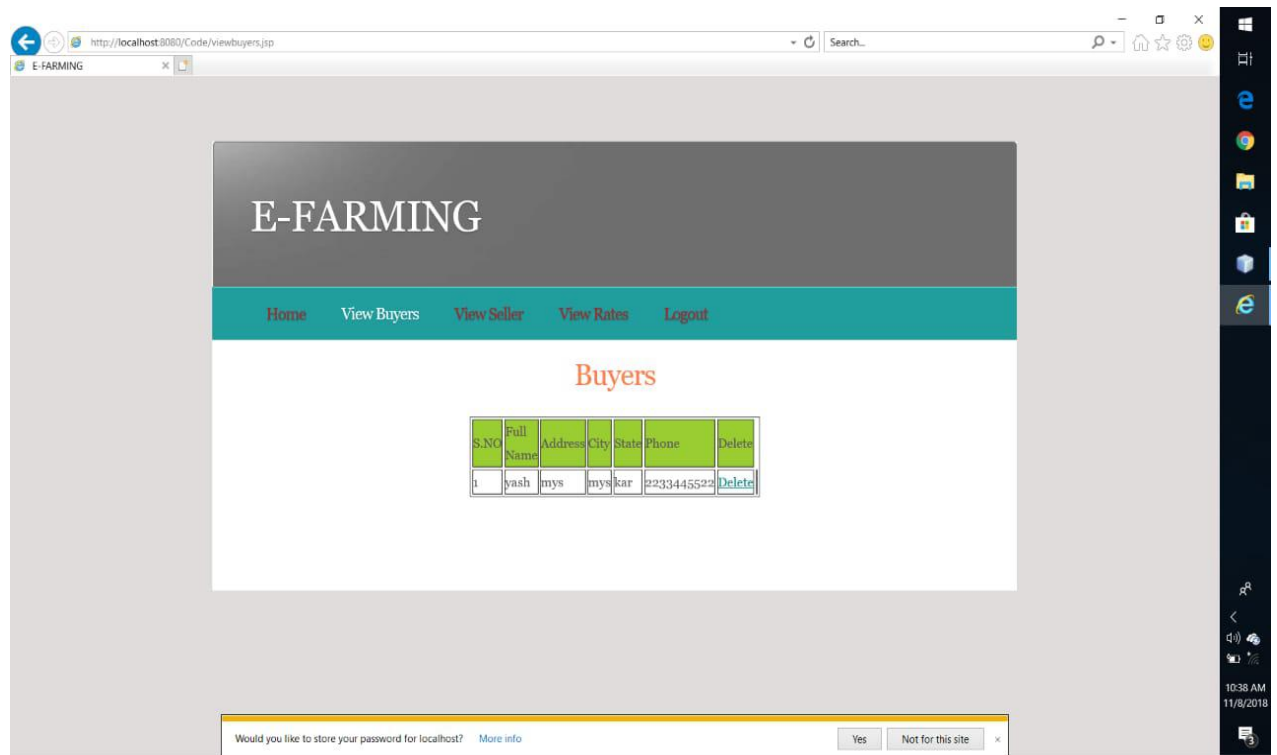 http://localhost:8080/Code/viewbuyers.jsp
Search...
E-FARMING
E-FARMING
Home View Buyers View Seller View Rates Logout
Buyers
S.NO Full Name Address City State Phone Delete
1 yash mys mys kar 2233445522 Delete
Would you like to store your password for localhost? More info Yes Not for this site
10:38 AM
11/8/2018
3